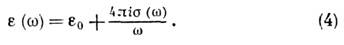 ε (ω) = ε₀ + 4πiσ (ω)/ω . (4)